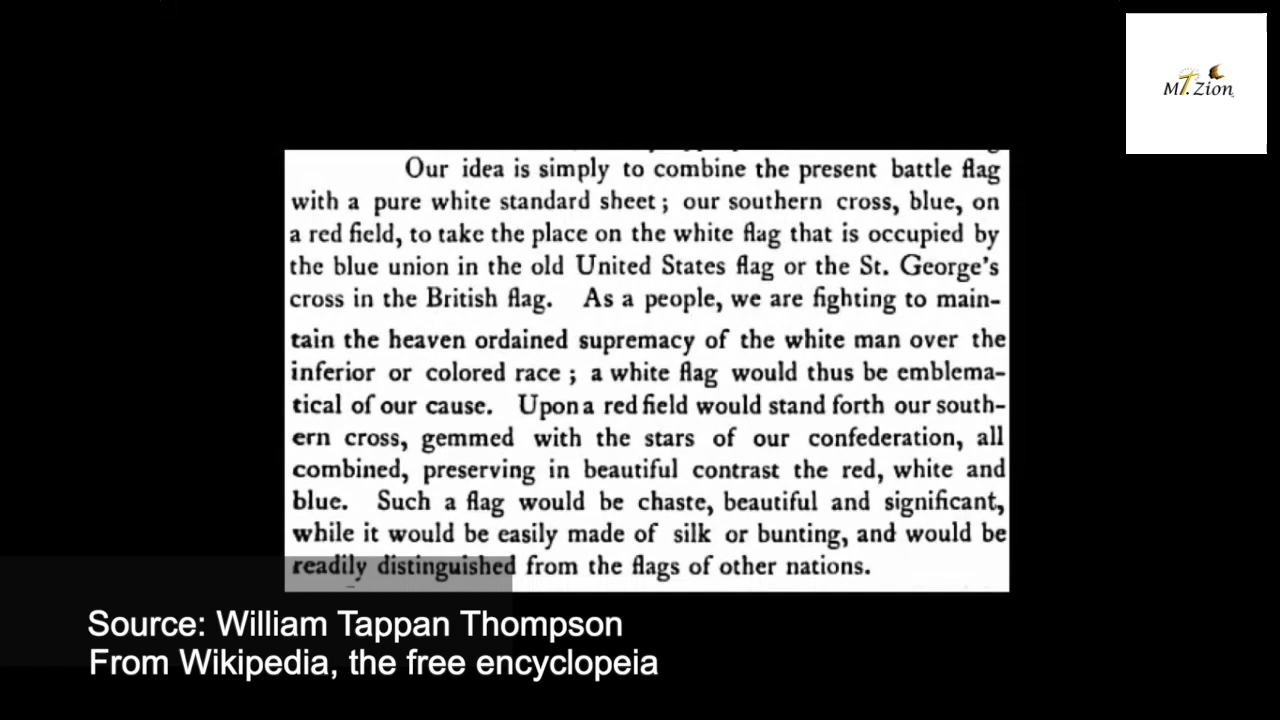 MT.Zion
Our idea is simply to combine the present battle flag
with a pure white standard sheet; our southern cross, blue, on
a red field, to take the place on the white flag that is occupied by
the blue union in the old United States flag or the St. George's
cross in the British flag. As a people, we are fighting to main-
tain the heaven ordained supremacy of the white man over the
inferior or colored race; a white flag would thus be emblema-
tical of our cause. Upon a red field would stand forth our south-
ern cross, gemmed with the stars of our confederation, all
combined, preserving in beautiful contrast the red, white and
blue. Such a flag would be chaste, beautiful and significant,
while it would be easily made of silk or bunting, and would be
readily distinguished from the flags of other nations.
Source: William Tappan Thompson
From Wikipedia, the free encyclopeia